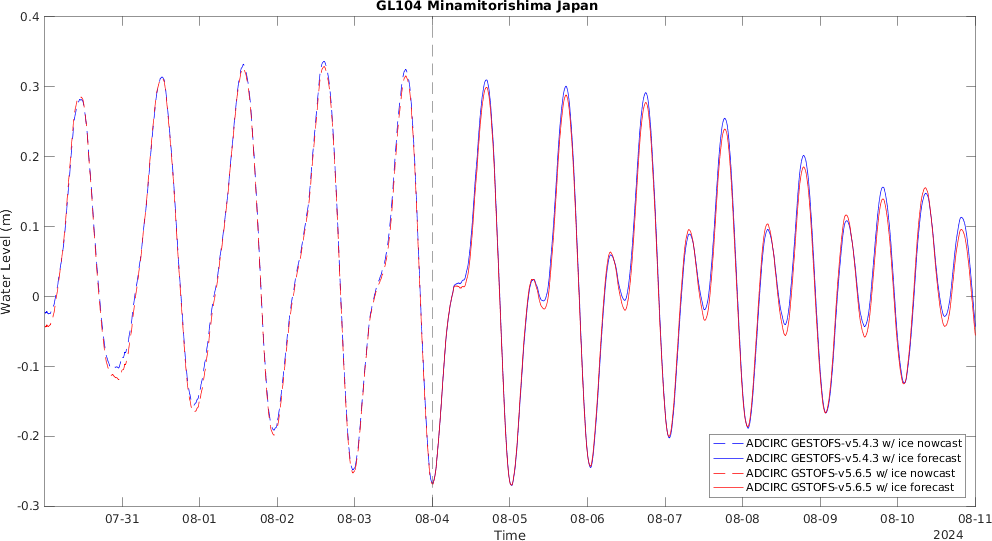 GL104 Minamitorishima Japan
0.4
0.3
0.2
0.1
0
-0.1
-0.2
-0.3
Water Level (m)
ADCIRC GESTOFS-v5.4.3 w/ ice nowcast
ADCIRC GESTOFS-v5.4.3 w/ ice forecast
ADCIRC GSTOFS-v5.6.5 w/ ice nowcast
ADCIRC GSTOFS-v5.6.5 w/ ice forecast
07-31 08-01 08-02 08-03 08-04 08-05 08-06 08-07 08-08 08-09 08-10 08-11
Time
2024